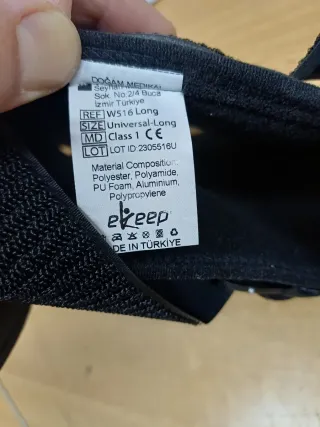 DOĞAM MEDİKAL
Seyhan
Sok. No:2/4 Buca
İzmir Türkiye
REF W516 Long
SIZE Universal-Long
MD Class 1 CE
LOT LOT ID: 2305516U
Material Composition:
Polyester, Polyamide,
PU Foam, Aluminium,
Polypropylene
ekeep
DE IN TÜRKİYE